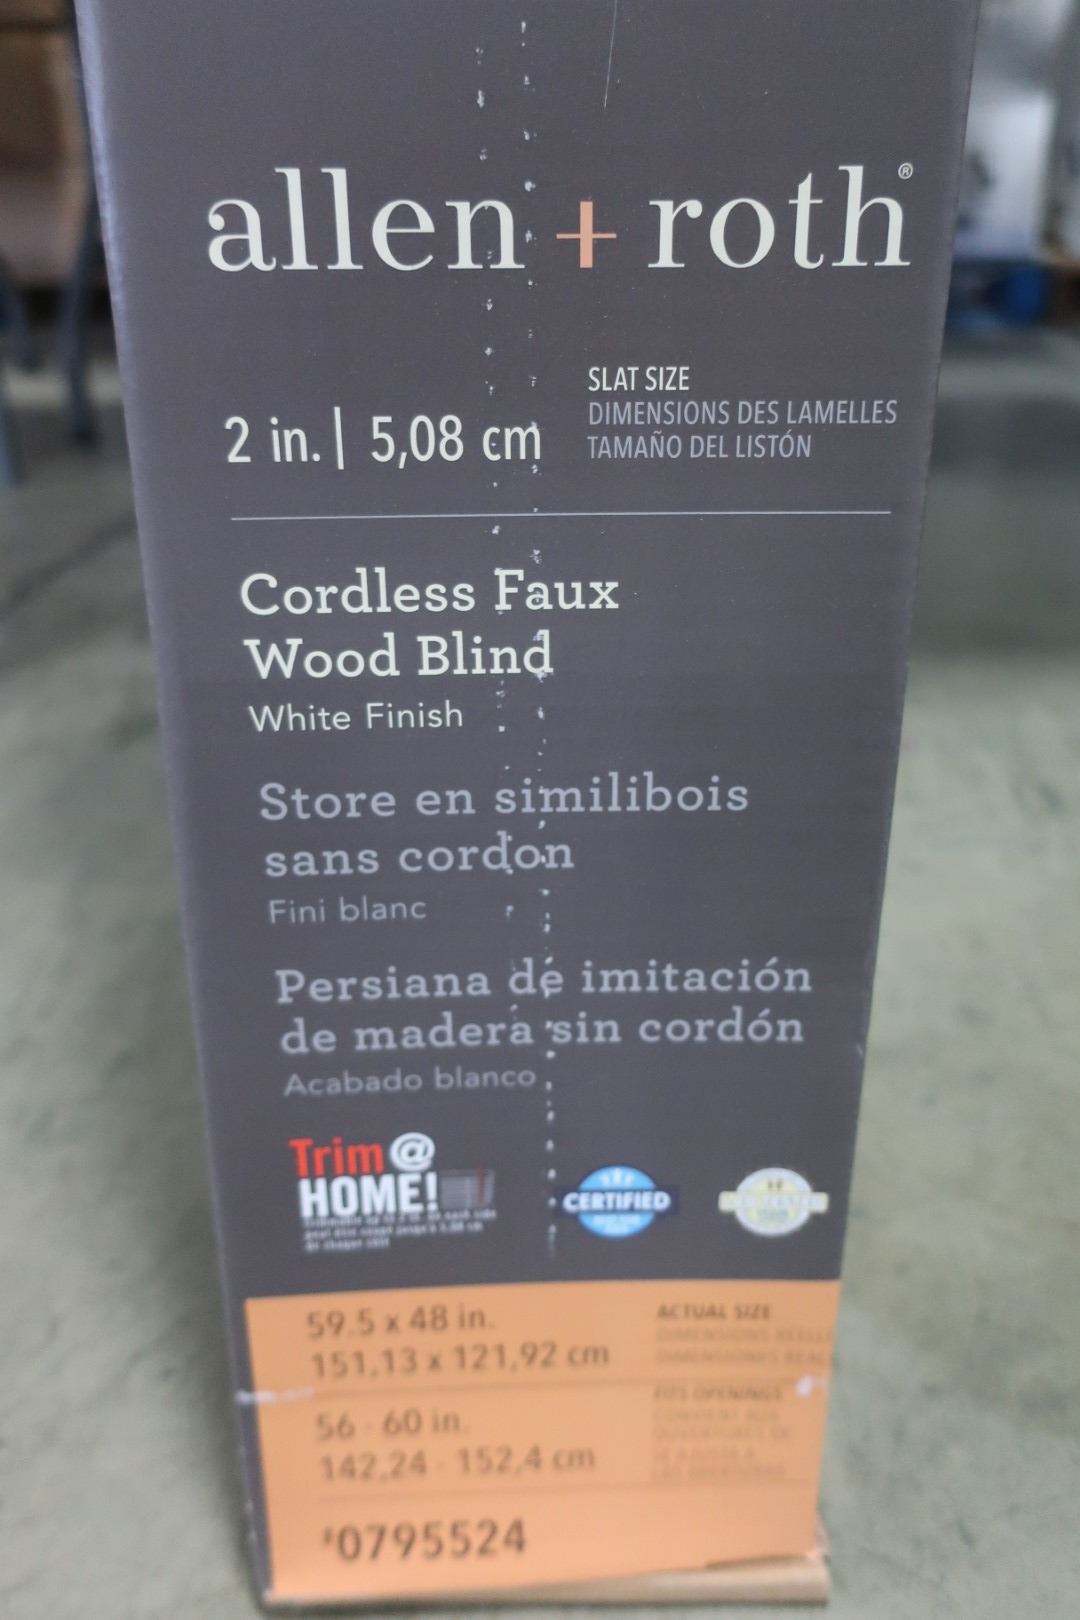 allen + roth®
2 in. | 5,08 cm
SLAT SIZE
DIMENSIONS DES LAMELLES
TAMAÑO DEL LISTÓN
Cordless Faux
Wood Blind
White Finish
Store en similibois
sans cordon
Fini blanc
Persiana de imitación
de madera sin cordón
Acabado blanco
Trim @
HOME!
CERTIFIED
59.5 x 48 in.
151,13 x 121,92 cm
ACTUAL SIZE
56 - 60 in.
142,24 - 152,4 cm
FITS OPENINGS
#0795524